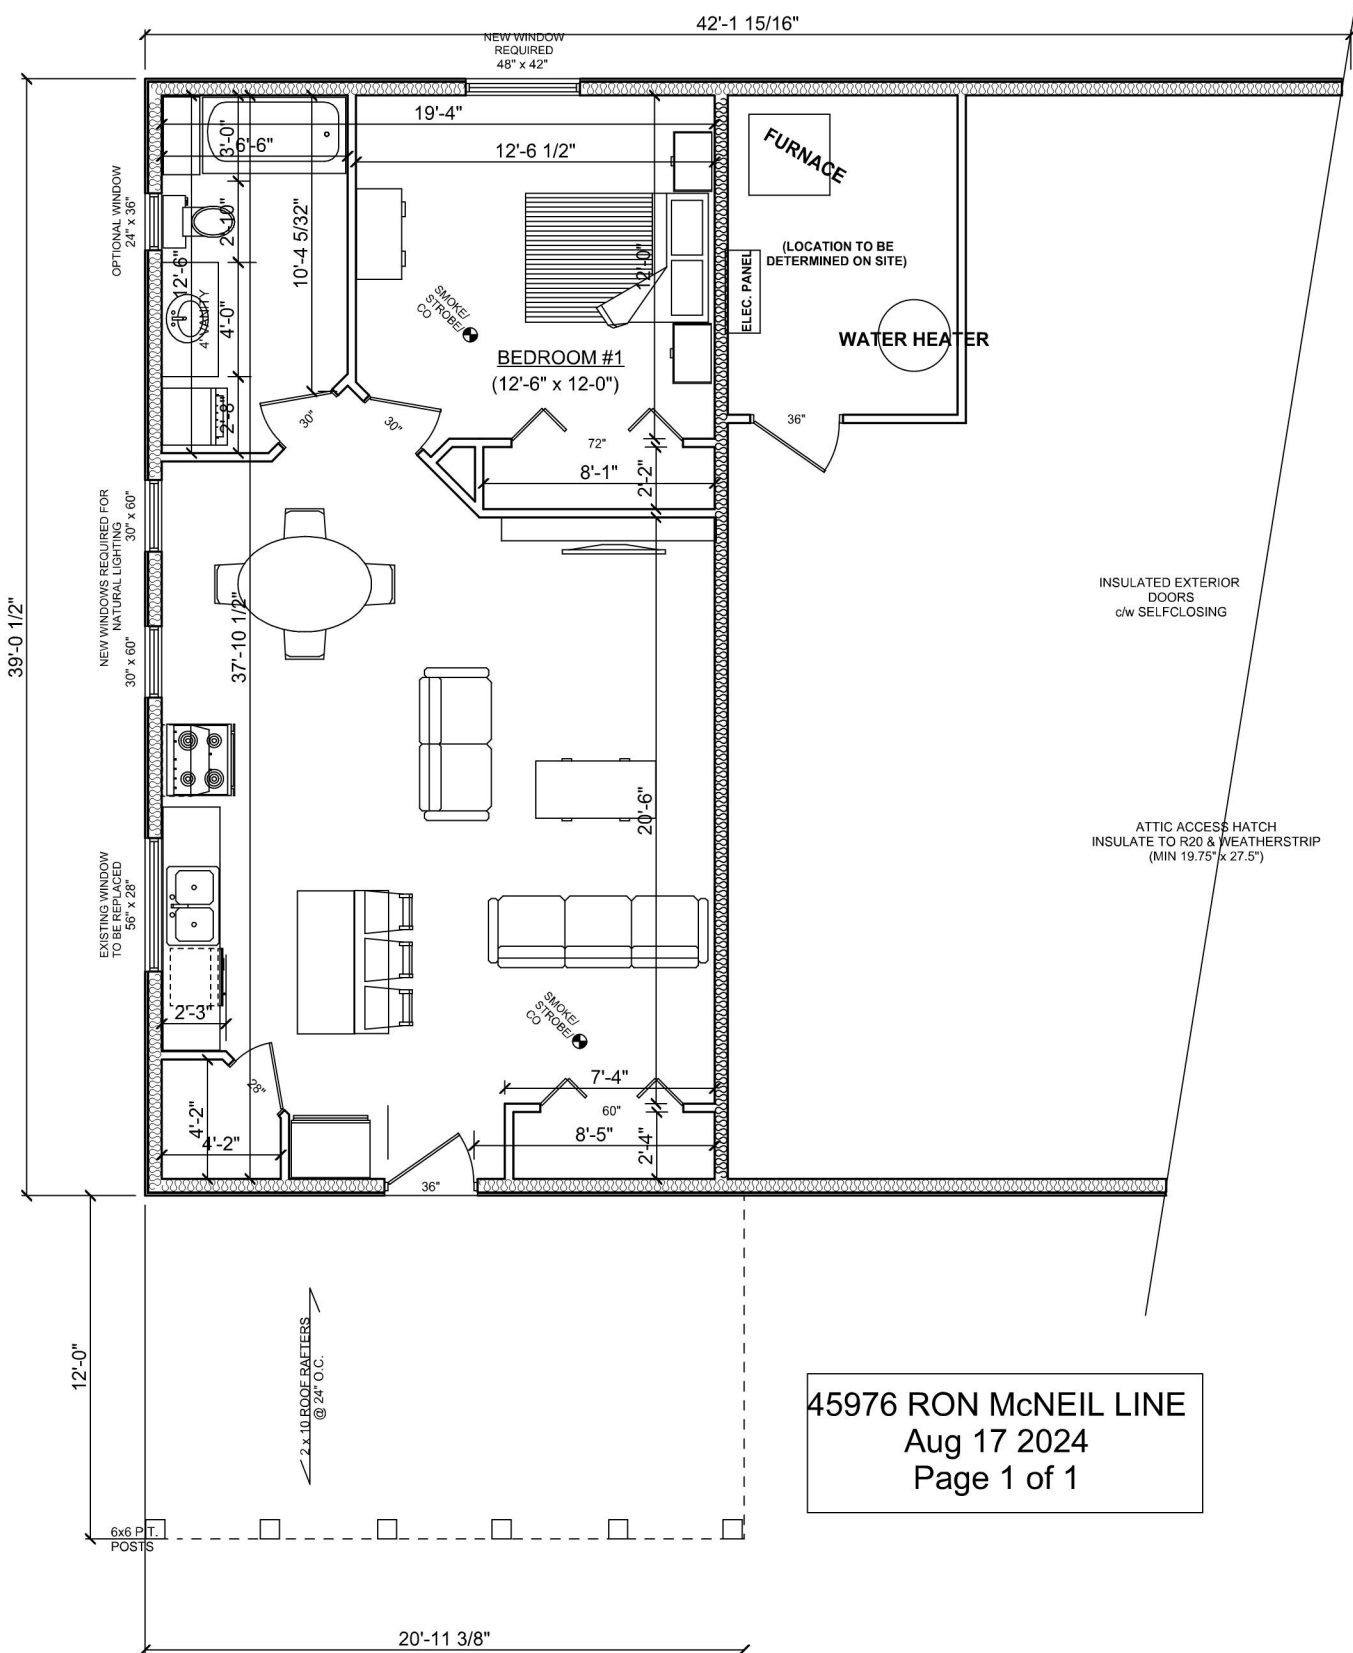 42'-1 15/16"
NEW WINDOW
REQUIRED
48" x 42"
19'-4"
3'-0"
6'-6"
12'-6 1/2"
FURNACE
OPTIONAL WINDOW
24" x 36"
2'-10"
10'-4 5/32"
12'-6"
12'-0"
(LOCATION TO BE
DETERMINED ON SITE)
ELEC. PANEL
SMOKE/
STROBE/
CO
4' VANITY
4'-0"
WATER HEATER
BEDROOM #1
(12'-6" x 12-0")
2'-8"
30"
30"
36"
72"
8'-1"
2'-2"
NEW WINDOWS REQUIRED FOR
NATURAL LIGHTING
30" x 60"
30" x 60"
39'-0 1/2"
37'-10 1/2"
INSULATED EXTERIOR
DOORS
c/w SELFCLOSING
20'-6"
ATTIC ACCESS HATCH
INSULATE TO R20 & WEATHERSTRIP
(MIN 19.75" x 27.5")
EXISTING WINDOW
TO BE REPLACED
56" x 28"
2'-3"
SMOKE/
STROBE/
CO
28"
7'-4"
60"
4'-2"
4'-2"
8'-5"
2'-4"
36"
12'-0"
2 x 10 ROOF RAFTERS
@ 24" O.C.
45976 RON McNEIL LINE
Aug 17 2024
Page 1 of 1
6x6 P.T.
POSTS
20'-11 3/8"